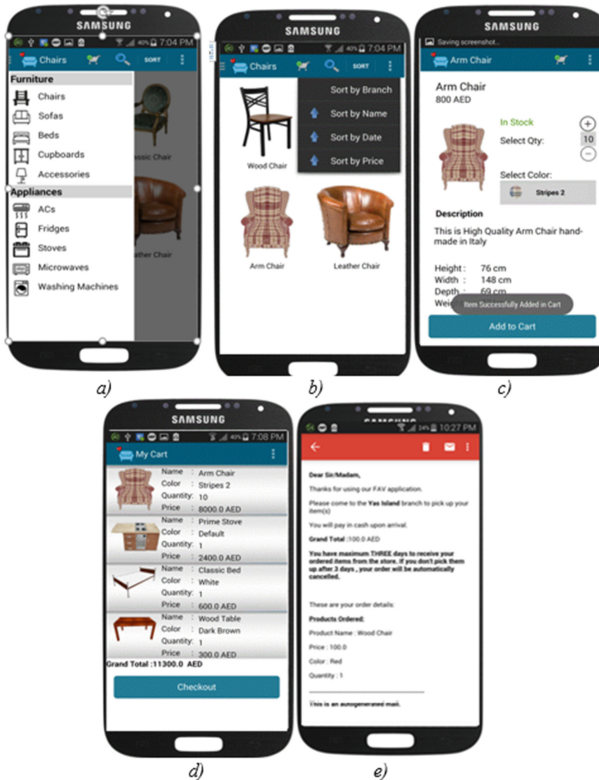 SAMSUNG
40% 7:04 PM
Chairs SORT
Furniture
Chairs
Sofas
Beds
Cupboards
Accessories
Appliances
ACs
Fridges
Stoves
Microwaves
Washing Machines
Chair
ther Chair
a)
SAMSUNG
40% 7:04 PM
Chairs SORT
Sort by Branch
Sort by Name
Sort by Date
Sort by Price
Wood Chair
Arm Chair Leather Chair
b)
SAMSUNG
Saving screenshot...
Arm Chair
Arm Chair
800 AED
In Stock
Select Qty:
10
Select Color:
Stripes 2
Description
This is High Quality Arm Chair hand-
made in Italy
Height : 76 cm
Width : 148 cm
Depth : 69 cm
Wei
Item Successfully Added in Cart
Add to Cart
c)
SAMSUNG
40% 7:08 PM
My Cart
Name : Arm Chair
Color : Stripes 2
Quantity: 10
Price : 8000.0 AED
Name : Prime Stove
Color : Default
Quantity: 1
Price : 2400.0 AED
Name : Classic Bed
Color : White
Quantity: 1
Price : 600.0 AED
Name : Wood Table
Color : Dark Brown
Quantity: 1
Price : 300.0 AED
Grand Total :11300.0 AED
Checkout
d)
SAMSUNG
24% 10:27 PM
Dear Sir/Madam,
Thanks for using our FAV application.
Please come to the Yas Island branch to pick up your
item(s)
You will pay in cash upon arrival.
Grand Total :100.0 AED
You have maximum THREE days to receive your
ordered items from the store. If you don't pick them
up after 3 days , your order will be automatically
cancelled.
These are your order details:
Products Ordered:
Product Name : Wood Chair
Price : 100.0
Color : Red
Quantity : 1
This is an autogenerated mail.
e)